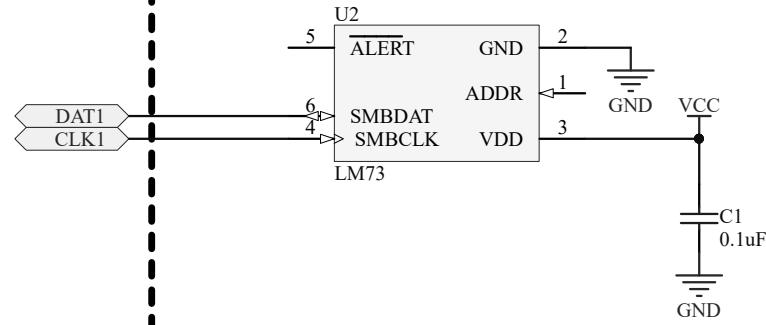 U2
5
ALERT
GND
2
ADDR
1
GND
VCC
DAT1
6
SMBDAT
CLK1
4
SMBCLK
VDD
3
LM73
C1
0.1uF
GND